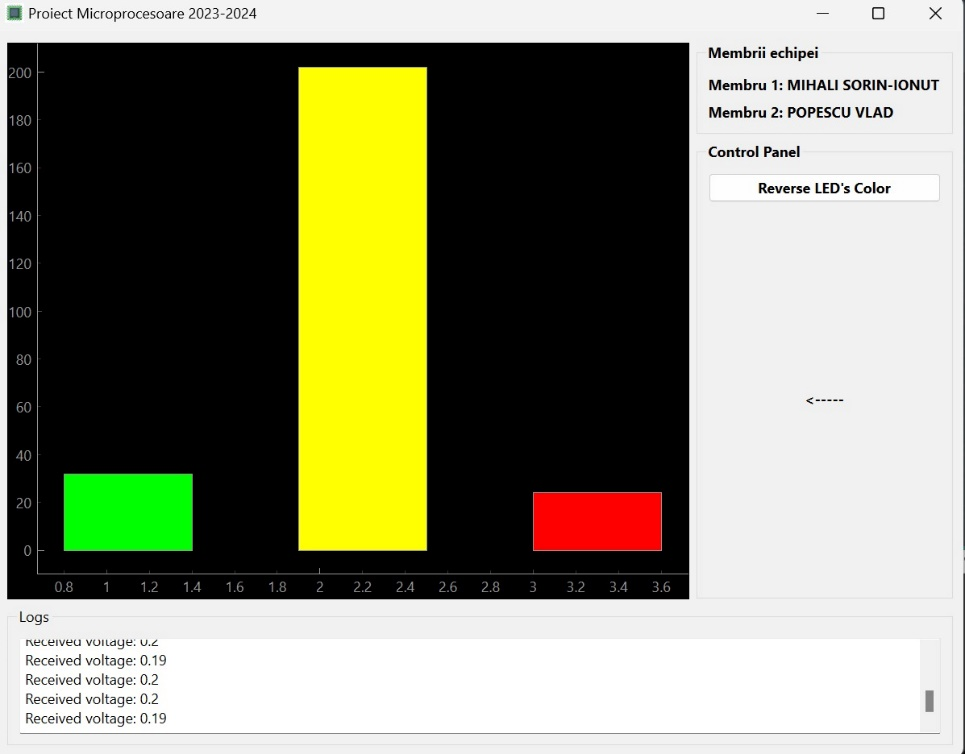 Proiect Microprocesoare 2023-2024
200
180
160
140
120
100
80
60
40
20
0
0.8 1 1.2 1.4 1.6 1.8 2 2.2 2.4 2.6 2.8 3 3.2 3.4 3.6
Membrii echipei
Membru 1: MIHALI SORIN-IONUT
Membru 2: POPESCU VLAD
Control Panel
Reverse LED's Color
<-----
Logs
Received voltage: 0.2
Received voltage: 0.19
Received voltage: 0.2
Received voltage: 0.2
Received voltage: 0.19